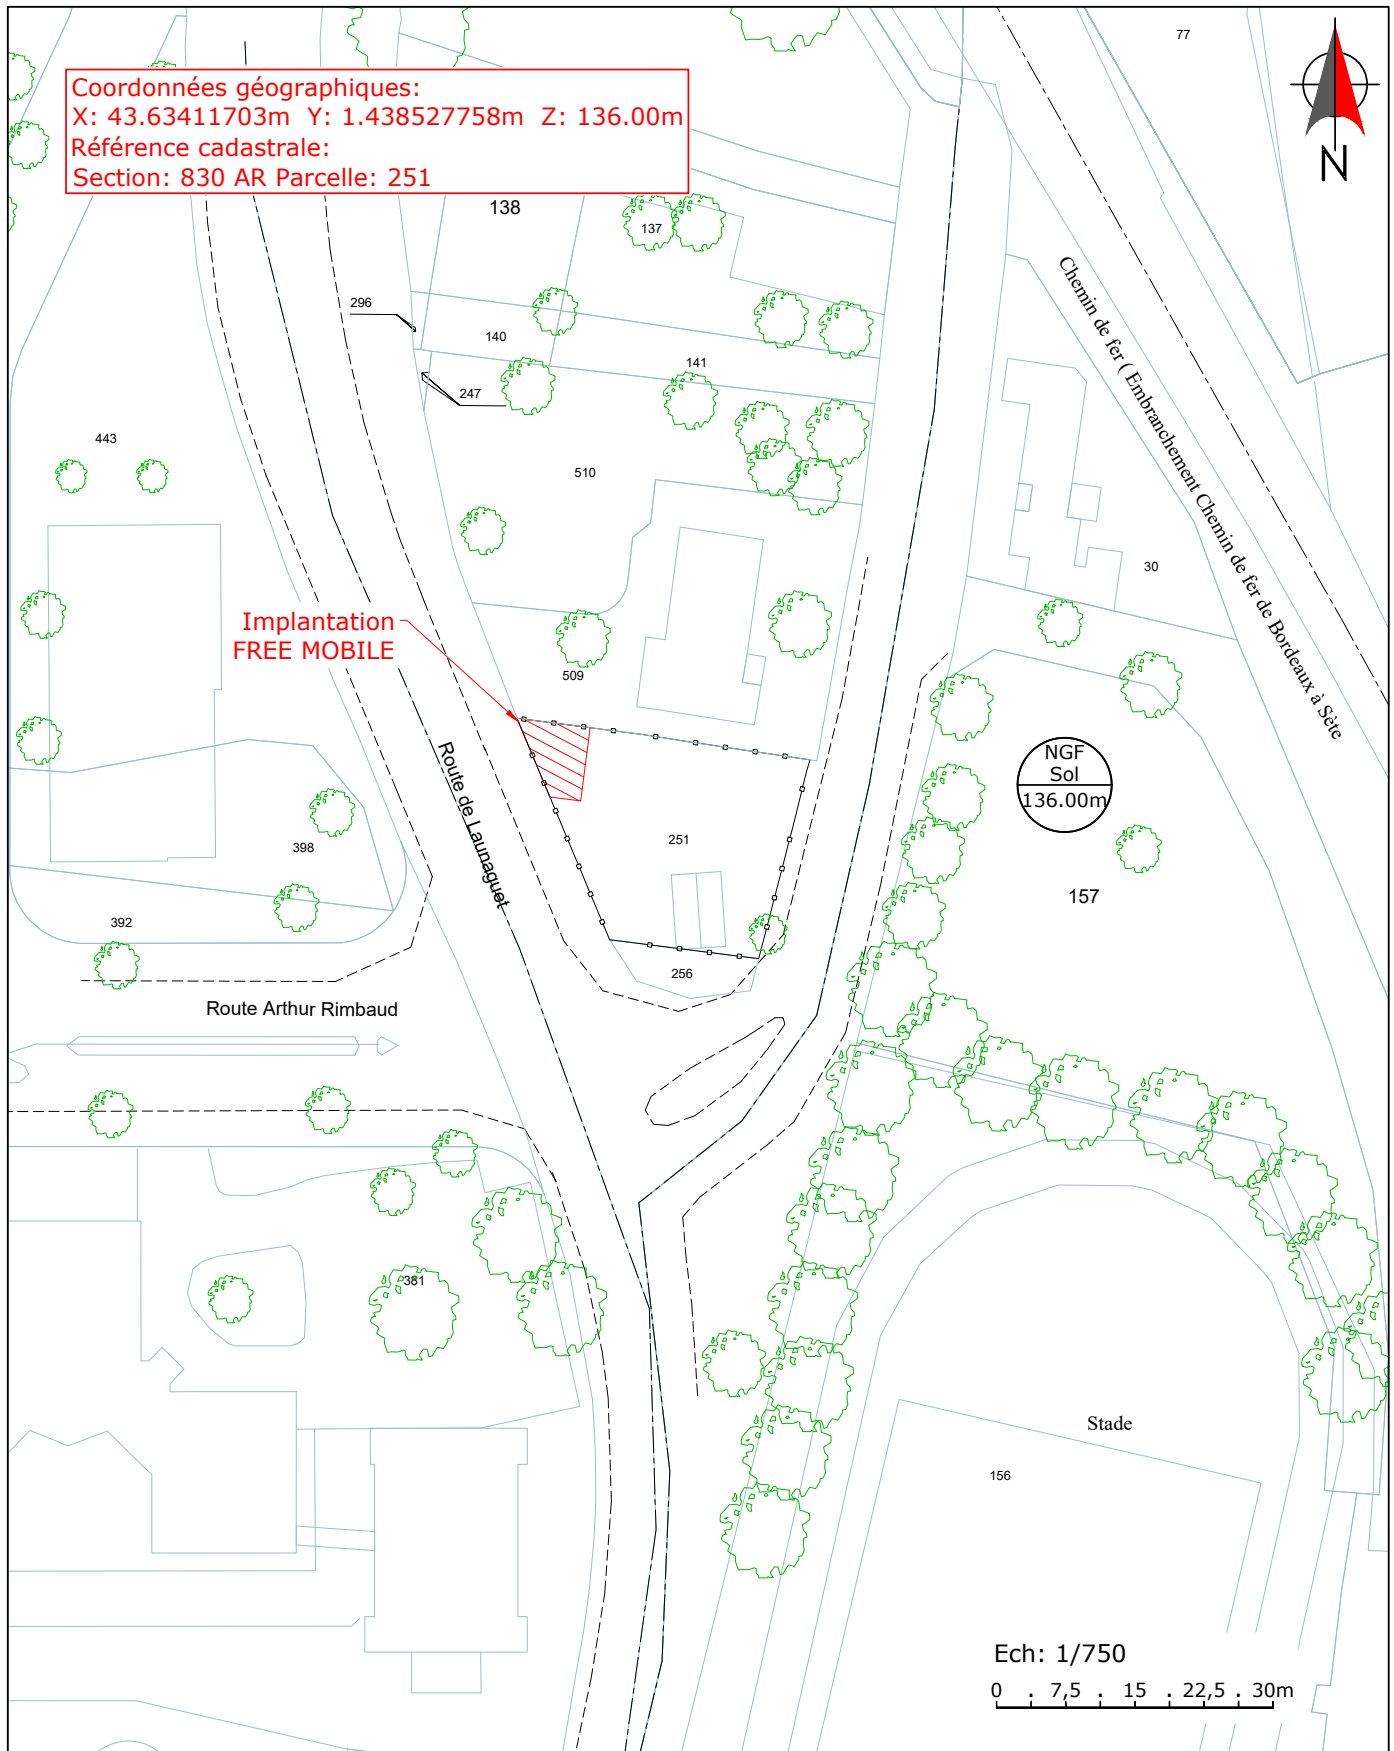 77
Coordonnées géographiques:
X: 43.63411703m Y: 1.438527758m Z: 136.00m
Référence cadastrale:
Section: 830 AR Parcelle: 251
N
138
137
296
140
141
247
443
510
Chemin de fer ( Embranchement Chemin de fer de Bordeaux à Sète
30
Implantation
FREE MOBILE
509
Route de Launaguet
NGF
Sol
136.00m
251
398
157
392
256
Route Arthur Rimbaud
381
Stade
156
Ech: 1/750
0 . 7,5 . 15 . 22,5 . 30m